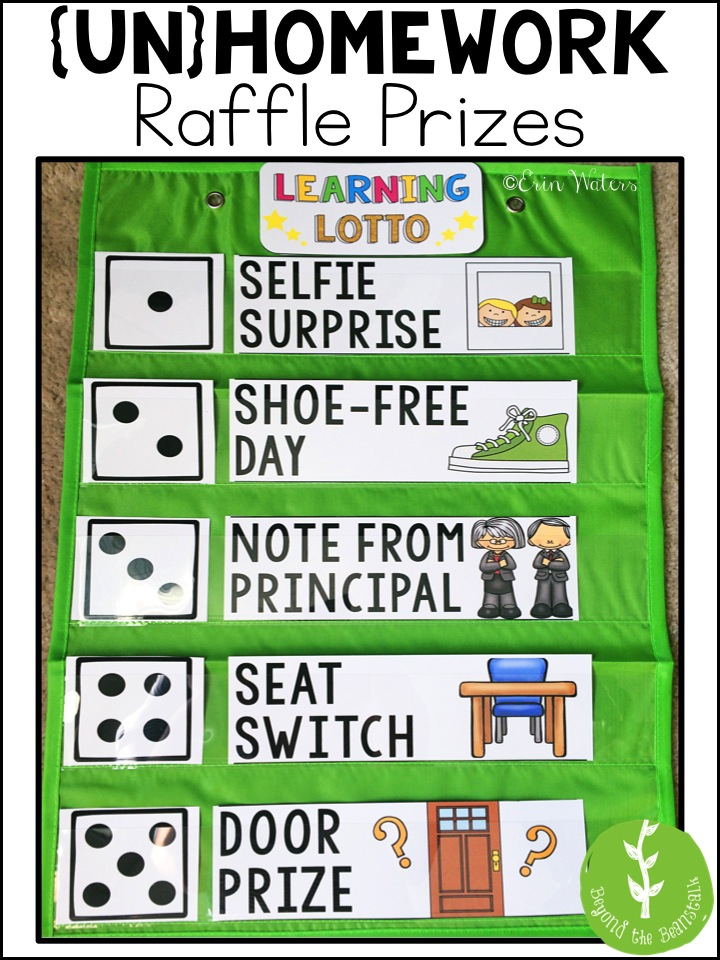 {UN}HOMEWORK
Raffle Prizes
LEARNING
LOTTO
©Erin Waters
SELFIE
SURPRISE
SHOE-FREE
DAY
NOTE FROM
PRINCIPAL
SEAT
SWITCH
DOOR
PRIZE
Beyond the Beanstalk